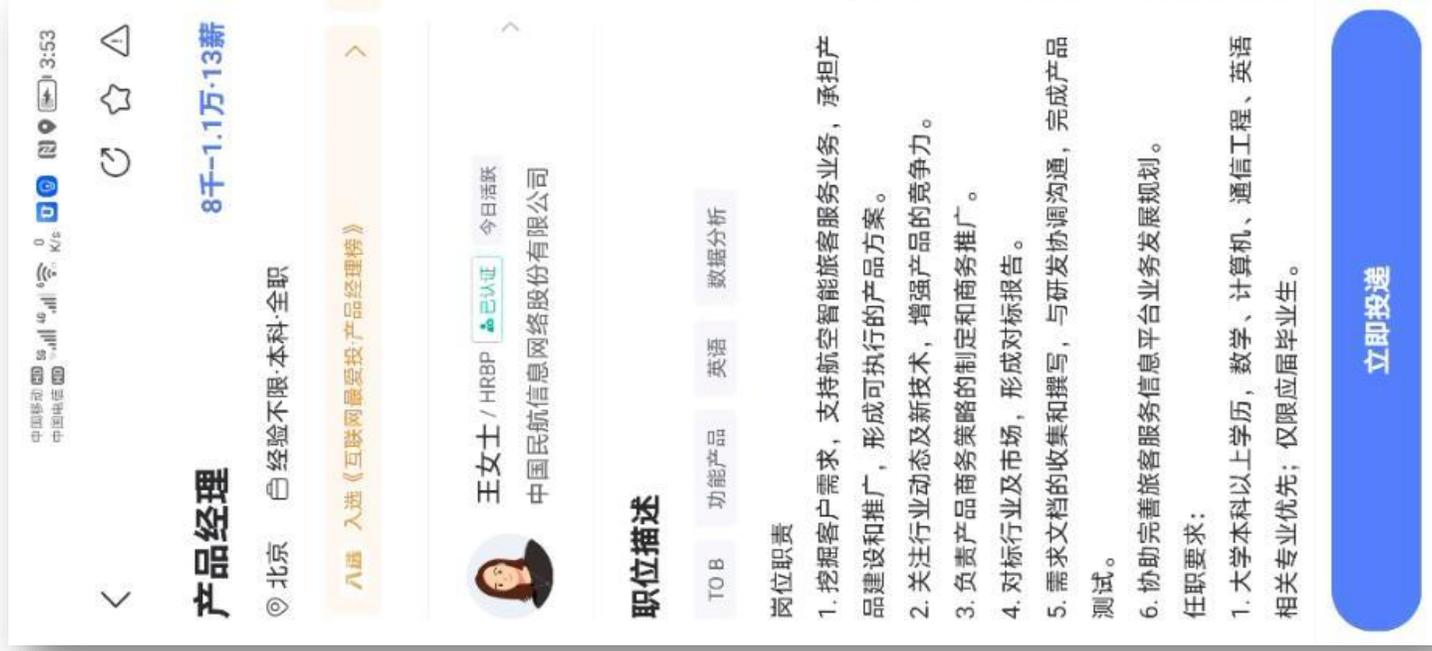 中国移动 HD 5G 4G 6 0 3:53
中国电信 HD K/s
产品经理 8千-1.1万·13薪
北京 经验不限·本科·全职
入选 入选《互联网最爱投·产品经理榜》
王女士 / HRBP 已认证 今日活跃
中国民航信息网络股份有限公司
职位描述
TO B 功能产品 英语 数据分析
岗位职责
1. 挖掘客户需求，支持航空智能旅客服务业务，承担产
品建设和推广，形成可执行的产品方案。
2. 关注行业动态及新技术，增强产品的竞争力。
3. 负责产品商务策略的制定和商务推广。
4. 对标行业及市场，形成对标报告。
5. 需求文档的收集和撰写，与研发协调沟通，完成产品
测试。
6. 协助完善旅客服务信息平台业务发展规划。
任职要求：
1. 大学本科以上学历，数学、计算机、通信工程、英语
相关专业优先；仅限应届毕业生。
立即投递